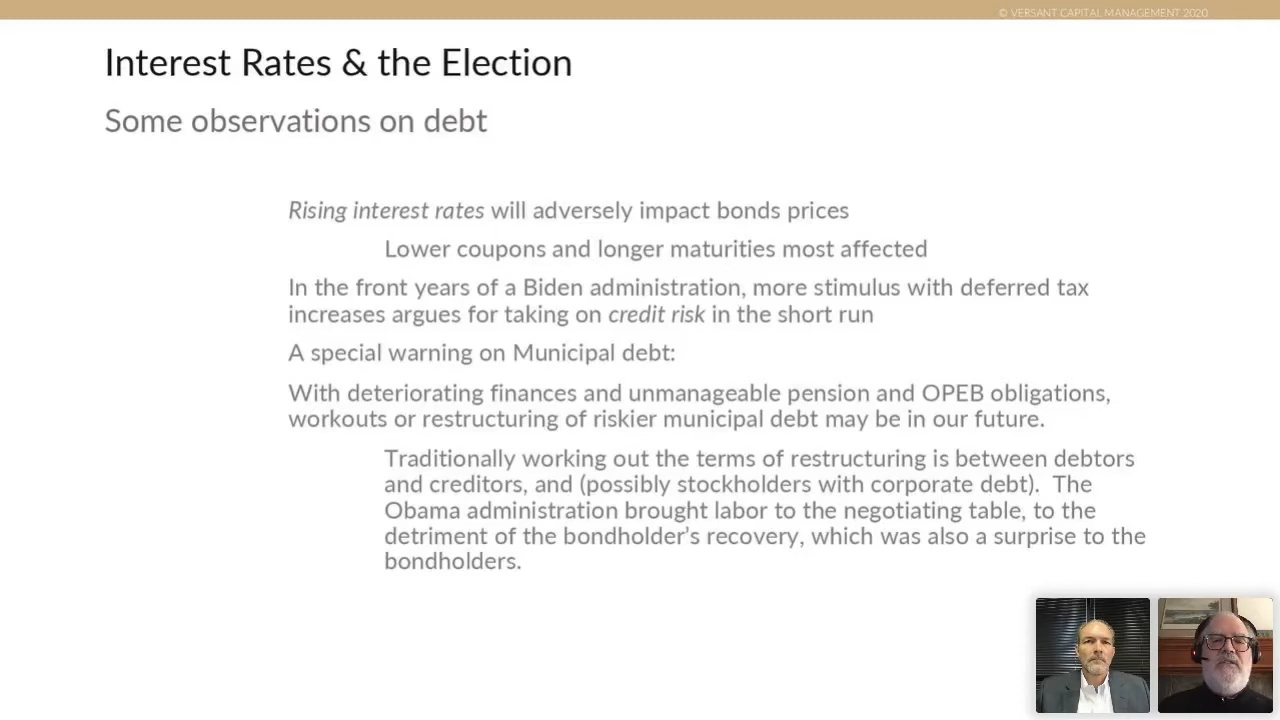 © VERSANT CAPITAL MANAGEMENT 2020
Interest Rates & the Election
Some observations on debt
Rising interest rates will adversely impact bonds prices
Lower coupons and longer maturities most affected
In the front years of a Biden administration, more stimulus with deferred tax
increases argues for taking on credit risk in the short run
A special warning on Municipal debt:
With deteriorating finances and unmanageable pension and OPEB obligations,
workouts or restructuring of riskier municipal debt may be in our future.
Traditionally working out the terms of restructuring is between debtors
and creditors, and (possibly stockholders with corporate debt).  The
Obama administration brought labor to the negotiating table, to the
detriment of the bondholder’s recovery, which was also a surprise to the
bondholders.